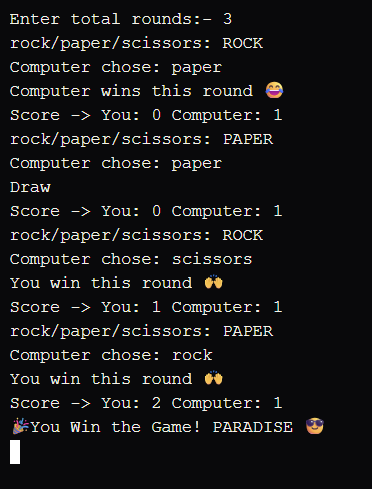 Enter total rounds:- 3
rock/paper/scissors: ROCK
Computer chose: paper
Computer wins this round 😂
Score -> You: 0 Computer: 1
rock/paper/scissors: PAPER
Computer chose: paper
Draw
Score -> You: 0 Computer: 1
rock/paper/scissors: ROCK
Computer chose: scissors
You win this round 🙌
Score -> You: 1 Computer: 1
rock/paper/scissors: PAPER
Computer chose: rock
You win this round 🙌
Score -> You: 2 Computer: 1
🎉You Win the Game! PARADISE 😎